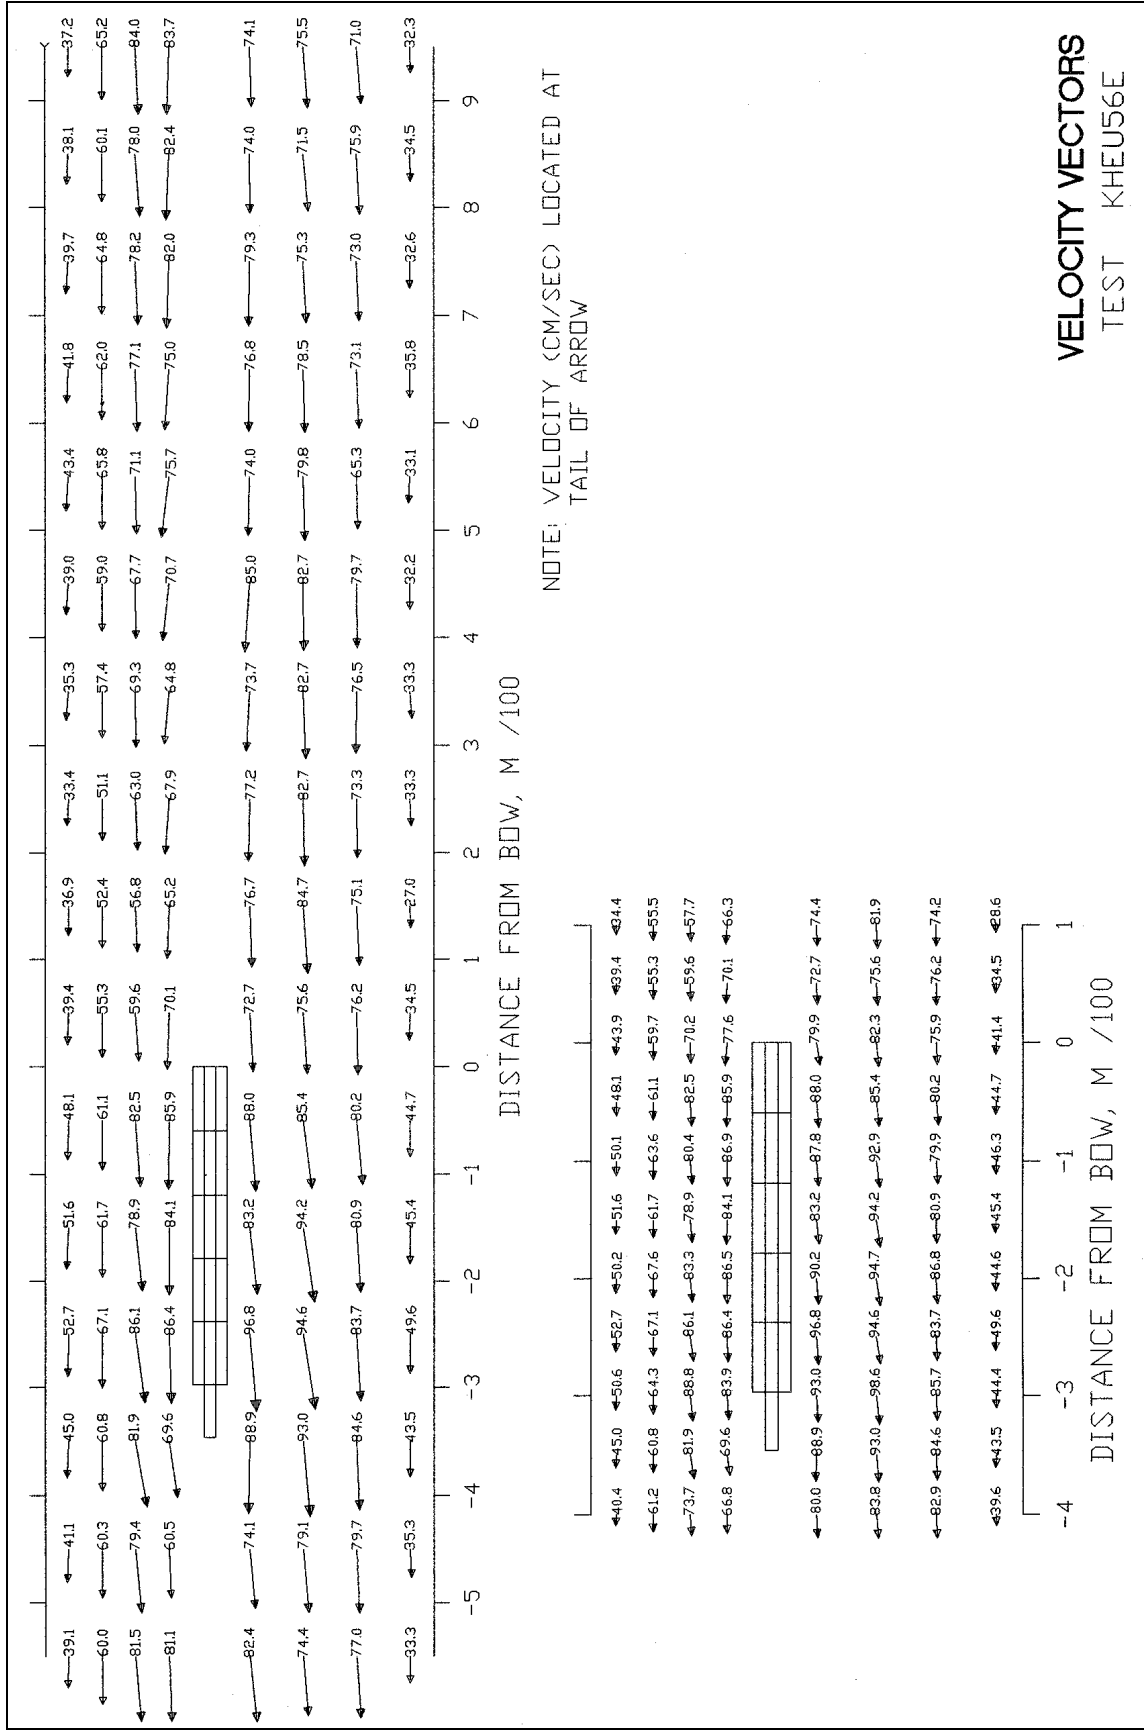 39.1 41.1 45.0 52.7 51.6 48.1 39.4 36.9 33.4 35.3 39.0 43.4 41.8 39.7 38.1 37.2
60.0 60.3 60.8 67.1 61.7 61.1 55.3 52.4 51.1 57.4 59.0 65.8 62.0 64.8 60.1 65.2
81.5 79.4 81.9 86.1 78.9 82.5 59.6 56.8 63.0 69.3 67.7 71.1 77.1 78.2 78.0 84.0
81.1 60.5 69.6 86.4 84.1 85.9 70.1 65.2 67.9 64.8 70.7 75.7 75.0 82.0 82.4 83.7
82.4 74.1 88.9 96.8 83.2 88.0 72.7 76.7 77.2 73.7 85.0 74.0 76.8 79.3 74.0 74.1
74.4 79.1 93.0 94.6 94.2 85.4 75.6 84.7 82.7 82.7 82.7 79.8 78.5 75.3 71.5 75.5
77.0 79.7 84.6 83.7 80.9 80.2 76.2 75.1 73.3 76.5 79.7 65.3 73.1 73.0 75.9 71.0
33.3 35.3 43.5 49.6 45.4 44.7 34.5 27.0 33.3 33.3 32.2 33.1 35.8 32.6 34.5 32.3
-5 -4 -3 -2 -1 0 1 2 3 4 5 6 7 8 9
DISTANCE FROM BOW, M /100
NOTE: VELOCITY (CM/SEC) LOCATED AT
TAIL OF ARROW
40.4 45.0 50.6 52.7 50.2 51.6 50.1 48.1 43.9 39.4 34.4
61.2 60.8 64.3 67.1 67.6 61.7 63.6 61.1 59.7 55.3 55.5
73.7 81.9 88.8 86.1 83.3 78.9 80.4 82.5 70.2 59.6 57.7
66.8 69.6 83.9 86.4 86.5 84.1 86.9 85.9 77.6 70.1 66.3
80.0 88.9 93.0 96.8 90.2 83.2 87.8 88.0 79.9 72.7 74.4
83.8 93.0 98.6 94.6 94.7 94.2 92.9 85.4 82.3 75.6 81.9
82.9 84.6 85.7 83.7 86.8 80.9 79.9 80.2 75.9 76.2 74.2
39.6 43.5 44.4 49.6 44.6 45.4 46.3 44.7 41.4 34.5 28.6
-4 -3 -2 -1 0 1
DISTANCE FROM BOW, M /100
VELOCITY VECTORS
TEST KHEU56E